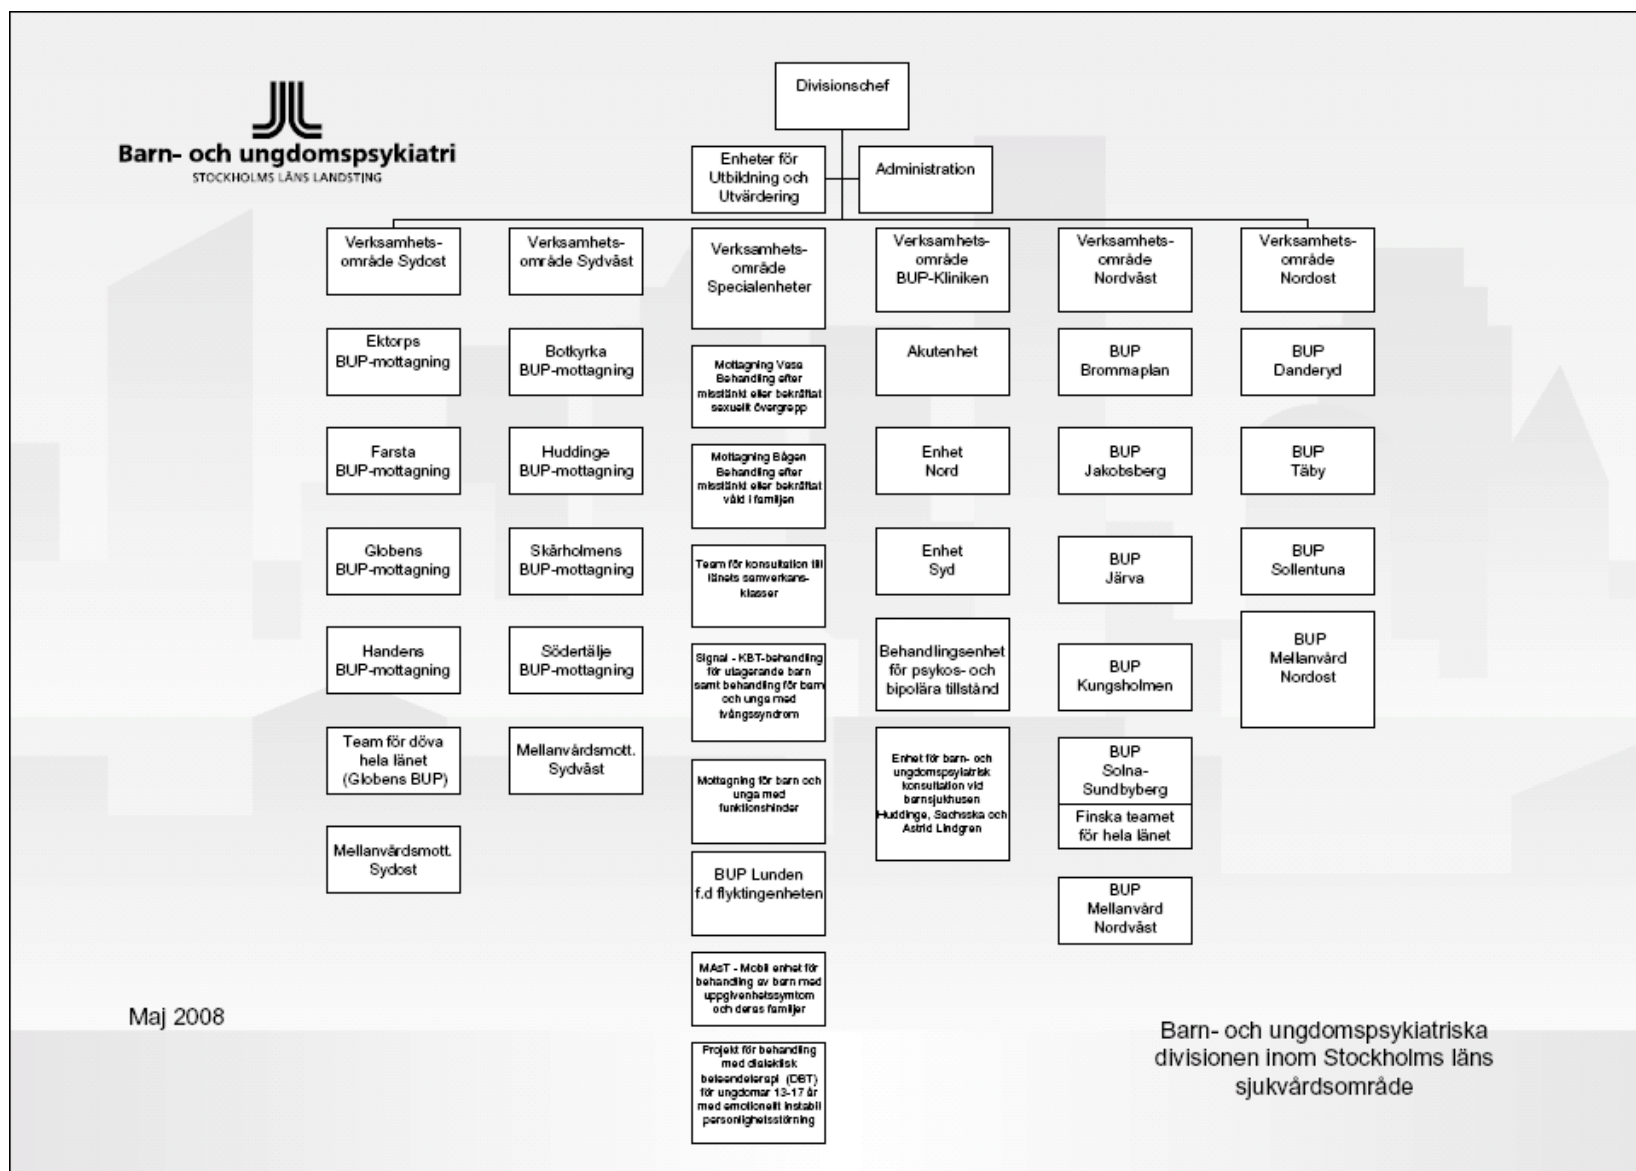 Divisionschef
Barn- och ungdomspsykiatri
STOCKHOLMS LÄNS LANDSTING
Enheter för
Utbildning och
Utvärdering
Administration
Verksamhets-
område Sydost
Ektorps
BUP-mottagning
Farsta
BUP-mottagning
Globens
BUP-mottagning
Handens
BUP-mottagning
Team för döva
hela länet
(Globens BUP)
Mellanvårdsmott.
Sydost
Verksamhets-
område Sydväst
Botkyrka
BUP-mottagning
Huddinge
BUP-mottagning
Skärholmens
BUP-mottagning
Södertälje
BUP-mottagning
Mellanvårdsmott.
Sydväst
Verksamhets-
område
Specialenheter
Mottagning Vasa
Behandling efter
misstänkt eller bekräftat
sexuellt övergrepp
Mottagning Bågen
Behandling efter
misstänkt eller bekräftat
våld i familjen
Team för konsultation till
länets samverkans-
klasser
Signal - KBT-behandling
för utagerande barn
samt behandling för barn
och unga med
tvångssyndrom
Mottagning för barn och
unga med
funktionshinder
BUP Lunden
f.d flyktingenheten
MAsT - Mobil enhet för
behandling av barn med
uppgivenhetssymtom
och deras familjer
Projekt för behandling
med dialektisk
beteendeterapi (DBT)
för ungdomar 13-17 år
med emotionellt instabil
personlighetsstörning
Verksamhets-
område
BUP-Kliniken
Akutenhet
Enhet
Nord
Enhet
Syd
Behandlingsenhet
för psykos- och
bipolära tillstånd
Enhet för barn- och
ungdomspsykiatrisk
konsultation vid
barnsjukhusen
Huddinge, Sachsska och
Astrid Lindgren
Verksamhets-
område
Nordväst
BUP
Brommaplan
BUP
Jakobsberg
BUP
Järva
BUP
Kungsholmen
BUP
Solna-
Sundbyberg
Finska teamet
för hela länet
BUP
Mellanvård
Nordväst
Verksamhets-
område
Nordost
BUP
Danderyd
BUP
Täby
BUP
Sollentuna
BUP
Mellanvård
Nordost
Maj 2008
Barn- och ungdomspsykiatriska
divisionen inom Stockholms läns
sjukvårdsområde